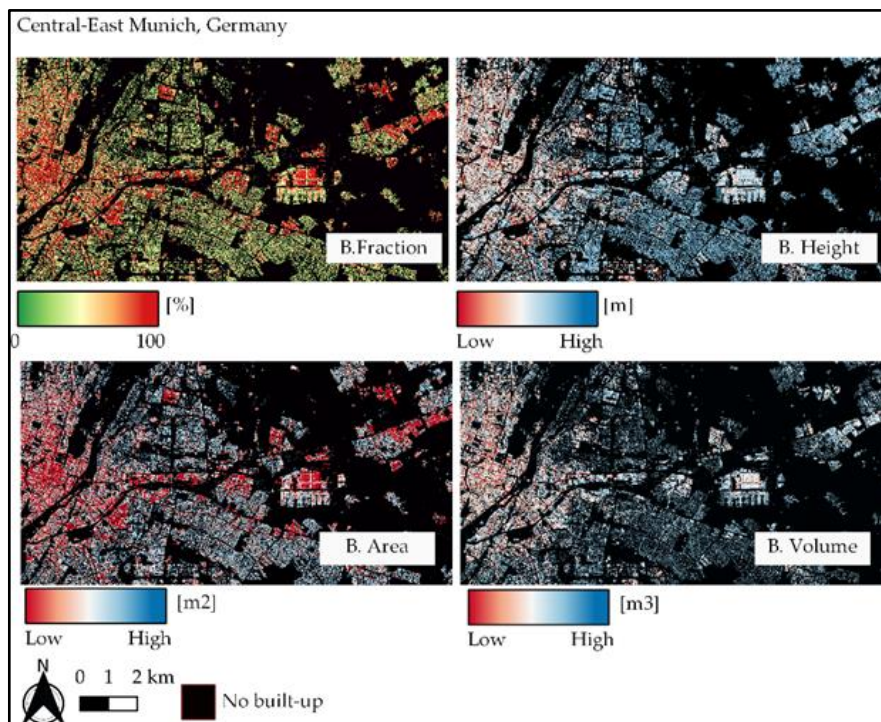 Central-East Munich, Germany
B.Fraction
B. Height
[%]
0 100
[m]
Low High
B. Area
B. Volume
[m2]
Low High
[m3]
Low High
N
0 1 2 km
No built-up